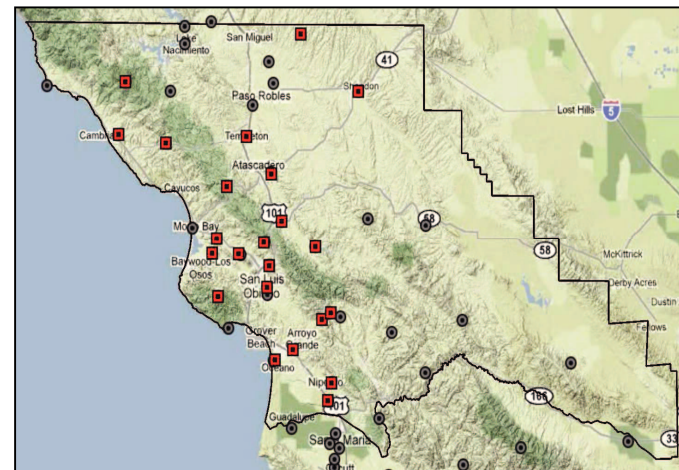 Lake
Nacimiento
San Miguel
41
Shandon
Paso Robles
Lost Hills
5
Cambria
Templeton
Atascadero
Cayucos
101
58
Morro Bay
58
McKittrick
Baywood-Los
Osos
San Luis
Obispo
Derby Acres
Dustin
Fellows
Grover
Beach
Arroyo
Grande
Oceano
Nipomo
101
166
Guadalupe
Santa Maria
33
Orcutt